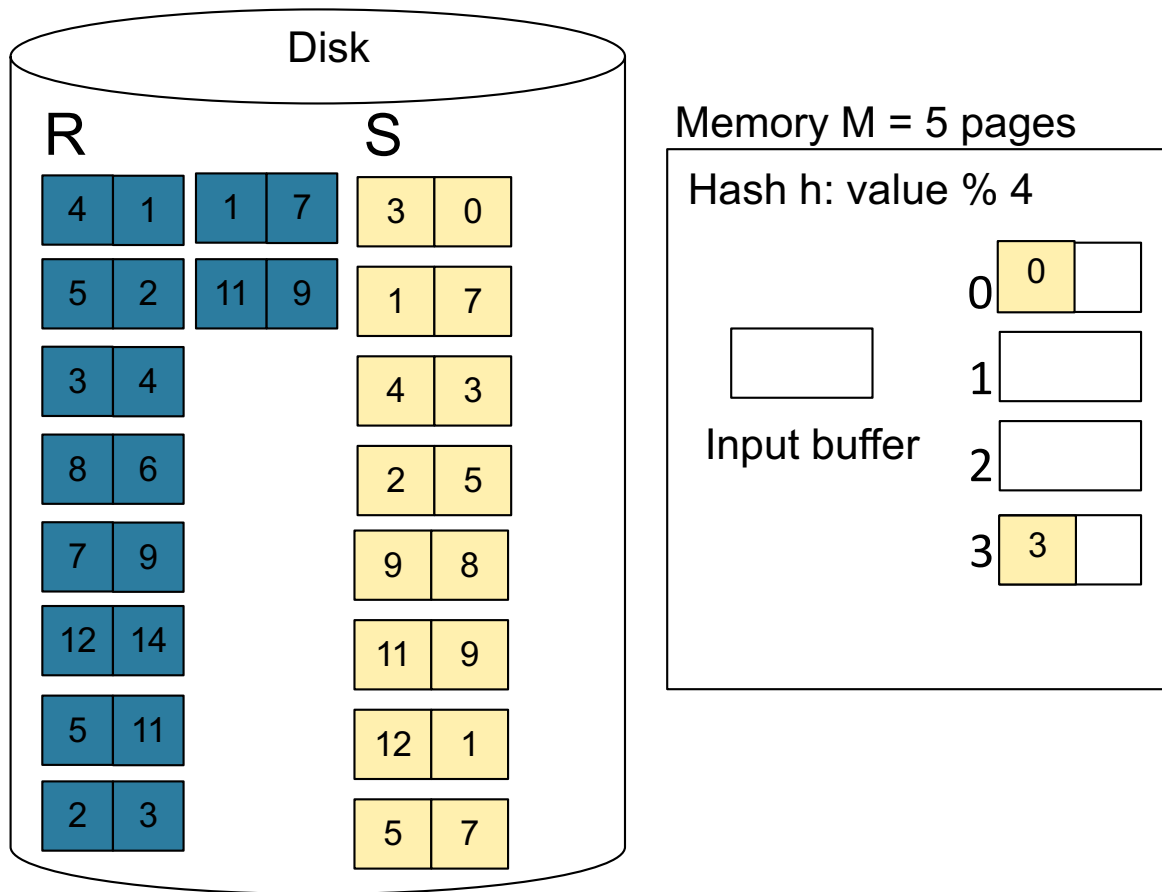 Disk
R S
4 1 1 7 3 0
5 2 11 9 1 7
3 4 4 3
8 6 2 5
7 9 9 8
12 14 11 9
5 11 12 1
2 3 5 7
Memory M = 5 pages
Hash h: value % 4
0 0
1
2
3 3
Input buffer